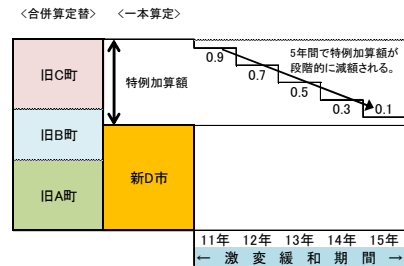 <合併算定替>
<一本算定>
旧C町
旧B町
旧A町
特例加算額
新D市
5年間で特例加算額が
段階的に減額される。
0.9
0.7
0.5
0.3
0.1
11年 12年 13年 14年 15年
← 激 変 緩 和 期 間 →